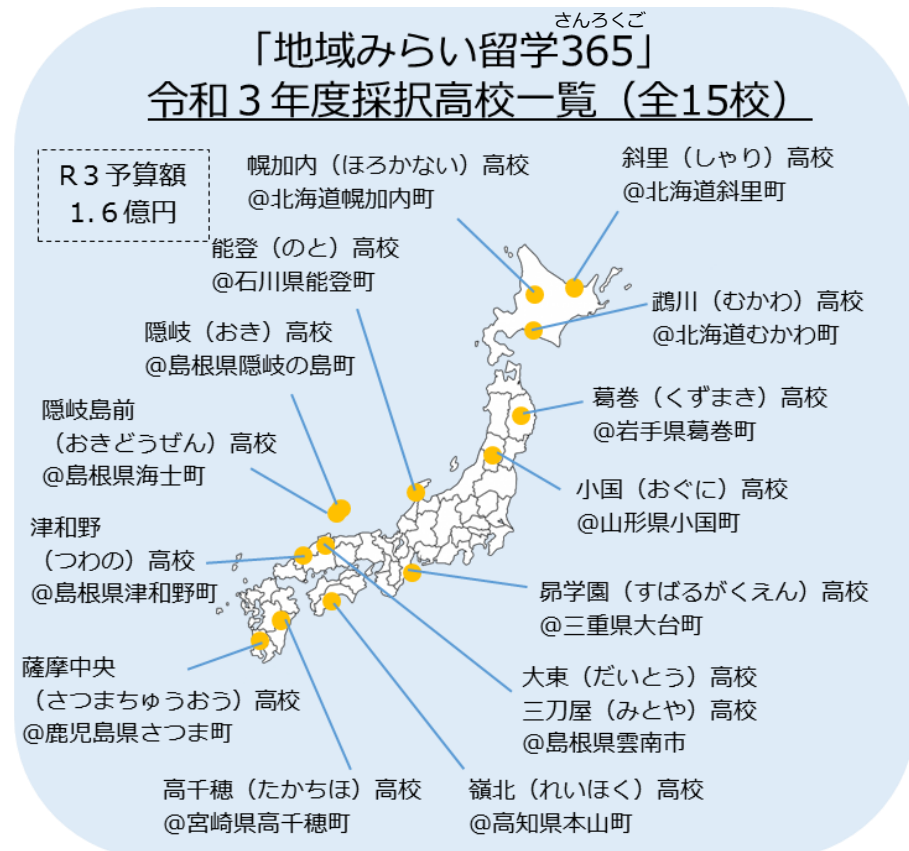 さんろくご
「地域みらい留学365」
令和３年度採択高校一覧（全15校）
Ｒ３予算額
１.６億円
幌加内（ほろかない）高校
@北海道幌加内町
斜里（しゃり）高校
@北海道斜里町
能登（のと）高校
@石川県能登町
鵡川（むかわ）高校
@北海道むかわ町
隠岐（おき）高校
@島根県隠岐の島町
葛巻（くずまき）高校
@岩手県葛巻町
隠岐島前
（おきどうぜん）高校
@島根県海士町
小国（おぐに）高校
@山形県小国町
津和野
（つわの）高校
@島根県津和野町
昴学園（すばるがくえん）高校
@三重県大台町
薩摩中央
（さつまちゅうおう）高校
@鹿児島県さつま町
大東（だいとう）高校
三刀屋（みとや）高校
@島根県雲南市
高千穂（たかちほ）高校
@宮崎県高千穂町
嶺北（れいほく）高校
@高知県本山町